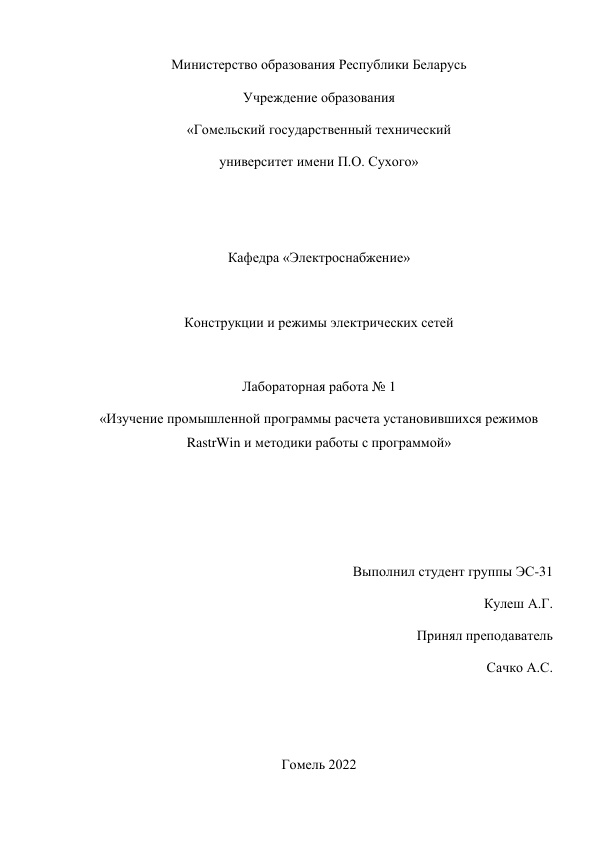 Министерство образования Республики Беларусь
Учреждение образования
«Гомельский государственный технический
университет имени П.О. Сухого»
Кафедра «Электроснабжение»
Конструкции и режимы электрических сетей
Лабораторная работа № 1
«Изучение промышленной программы расчета установившихся режимов
RastrWin и методики работы с программой»
Выполнил студент группы ЭС-31
Кулеш А.Г.
Принял преподаватель
Сачко А.С.
Гомель 2022